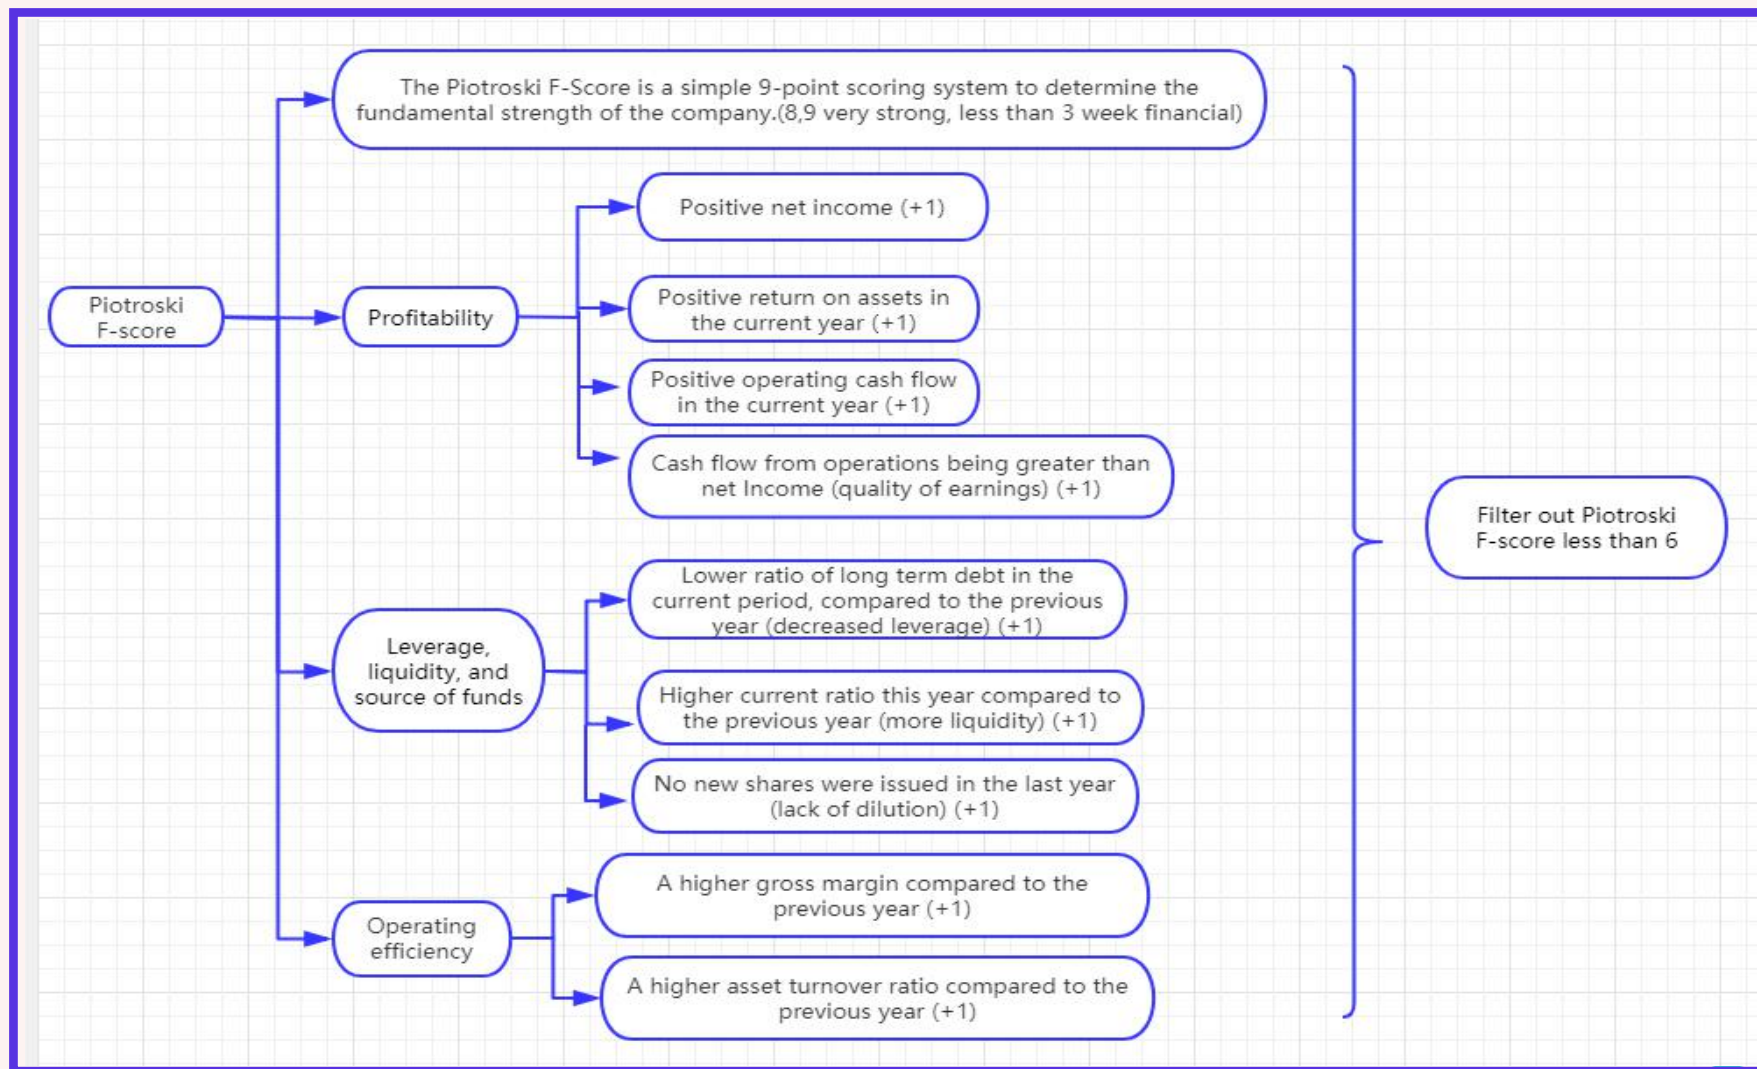 The Piotroski F-Score is a simple 9-point scoring system to determine the
fundamental strength of the company.(8,9 very strong, less than 3 week financial)
Piotroski
F-score
Profitability
Positive net income (+1)
Positive return on assets in
the current year (+1)
Positive operating cash flow
in the current year (+1)
Cash flow from operations being greater than
net Income (quality of earnings) (+1)
Leverage,
liquidity, and
source of funds
Lower ratio of long term debt in the
current period, compared to the previous
year (decreased leverage) (+1)
Higher current ratio this year compared to
the previous year (more liquidity) (+1)
No new shares were issued in the last year
(lack of dilution) (+1)
Operating
efficiency
A higher gross margin compared to the
previous year (+1)
A higher asset turnover ratio compared to the
previous year (+1)
Filter out Piotroski
F-score less than 6